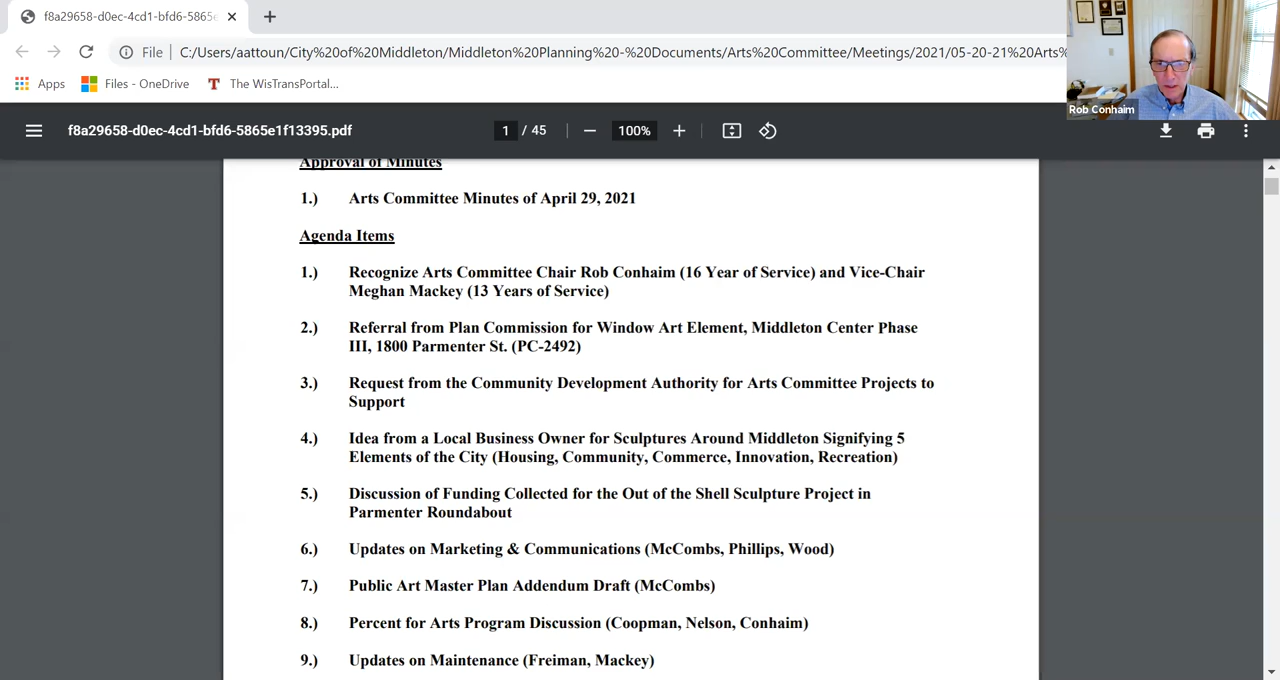 f8a29658-d0ec-4cd1-bfd6-5865e
File C:/Users/aattoun/City%20of%20Middleton/Middleton%20Planning%20-%20Documents/Arts%20Committee/Meetings/2021/05-20-21%20Arts%
Apps Files - OneDrive The WisTransPortal...
Rob Conhaim
f8a29658-d0ec-4cd1-bfd6-5865e1f13395.pdf 1 / 45 100%
Approval of Minutes
1.) Arts Committee Minutes of April 29, 2021
Agenda Items
1.) Recognize Arts Committee Chair Rob Conhaim (16 Year of Service) and Vice-Chair
Meghan Mackey (13 Years of Service)
2.) Referral from Plan Commission for Window Art Element, Middleton Center Phase
III, 1800 Parmenter St. (PC-2492)
3.) Request from the Community Development Authority for Arts Committee Projects to
Support
4.) Idea from a Local Business Owner for Sculptures Around Middleton Signifying 5
Elements of the City (Housing, Community, Commerce, Innovation, Recreation)
5.) Discussion of Funding Collected for the Out of the Shell Sculpture Project in
Parmenter Roundabout
6.) Updates on Marketing & Communications (McCombs, Phillips, Wood)
7.) Public Art Master Plan Addendum Draft (McCombs)
8.) Percent for Arts Program Discussion (Coopman, Nelson, Conhaim)
9.) Updates on Maintenance (Freiman, Mackey)